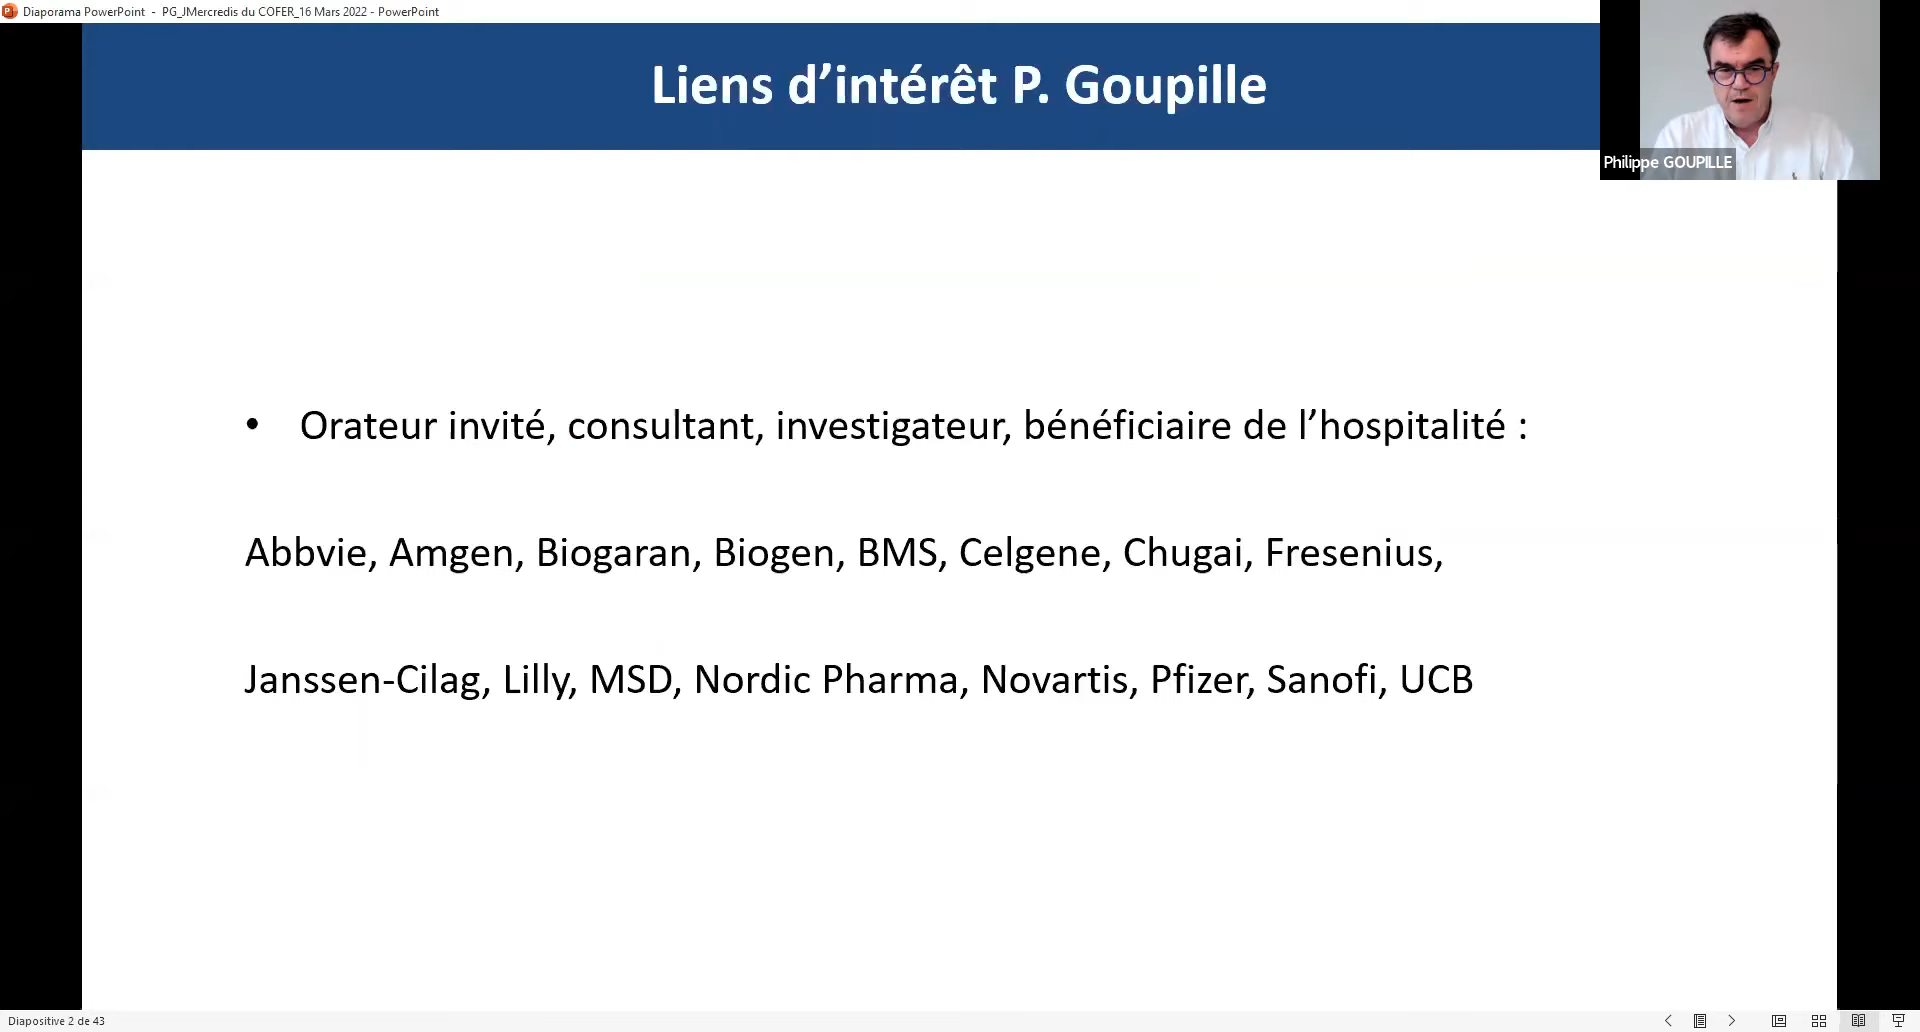 Diaporama PowerPoint - PG_JMercredis du COFER_16 Mars 2022 - PowerPoint
Liens d’intérêt P. Goupille
Philippe GOUPILLE
• Orateur invité, consultant, investigateur, bénéficiaire de l’hospitalité :
Abbvie, Amgen, Biogaran, Biogen, BMS, Celgene, Chugai, Fresenius,
Janssen-Cilag, Lilly, MSD, Nordic Pharma, Novartis, Pfizer, Sanofi, UCB
Diapositive 2 de 43